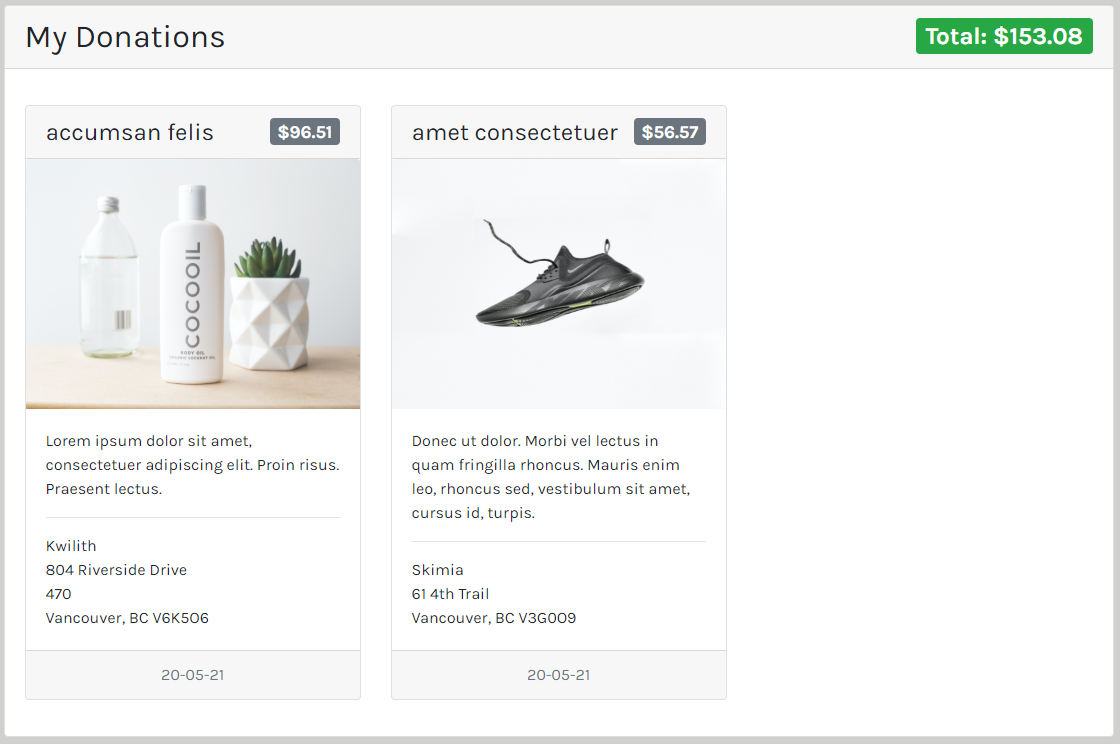 My Donations
Total: $153.08
accumsan felis
$96.51
COCOOIL
BODY OIL
Lorem ipsum dolor sit amet,
consectetuer adipiscing elit. Proin risus.
Praesent lectus.
Kwilith
804 Riverside Drive
470
Vancouver, BC V6K5O6
20-05-21
amet consectetuer
$56.57
Donec ut dolor. Morbi vel lectus in
quam fringilla rhoncus. Mauris enim
leo, rhoncus sed, vestibulum sit amet,
cursus id, turpis.
Skimia
61 4th Trail
Vancouver, BC V3G0O9
20-05-21